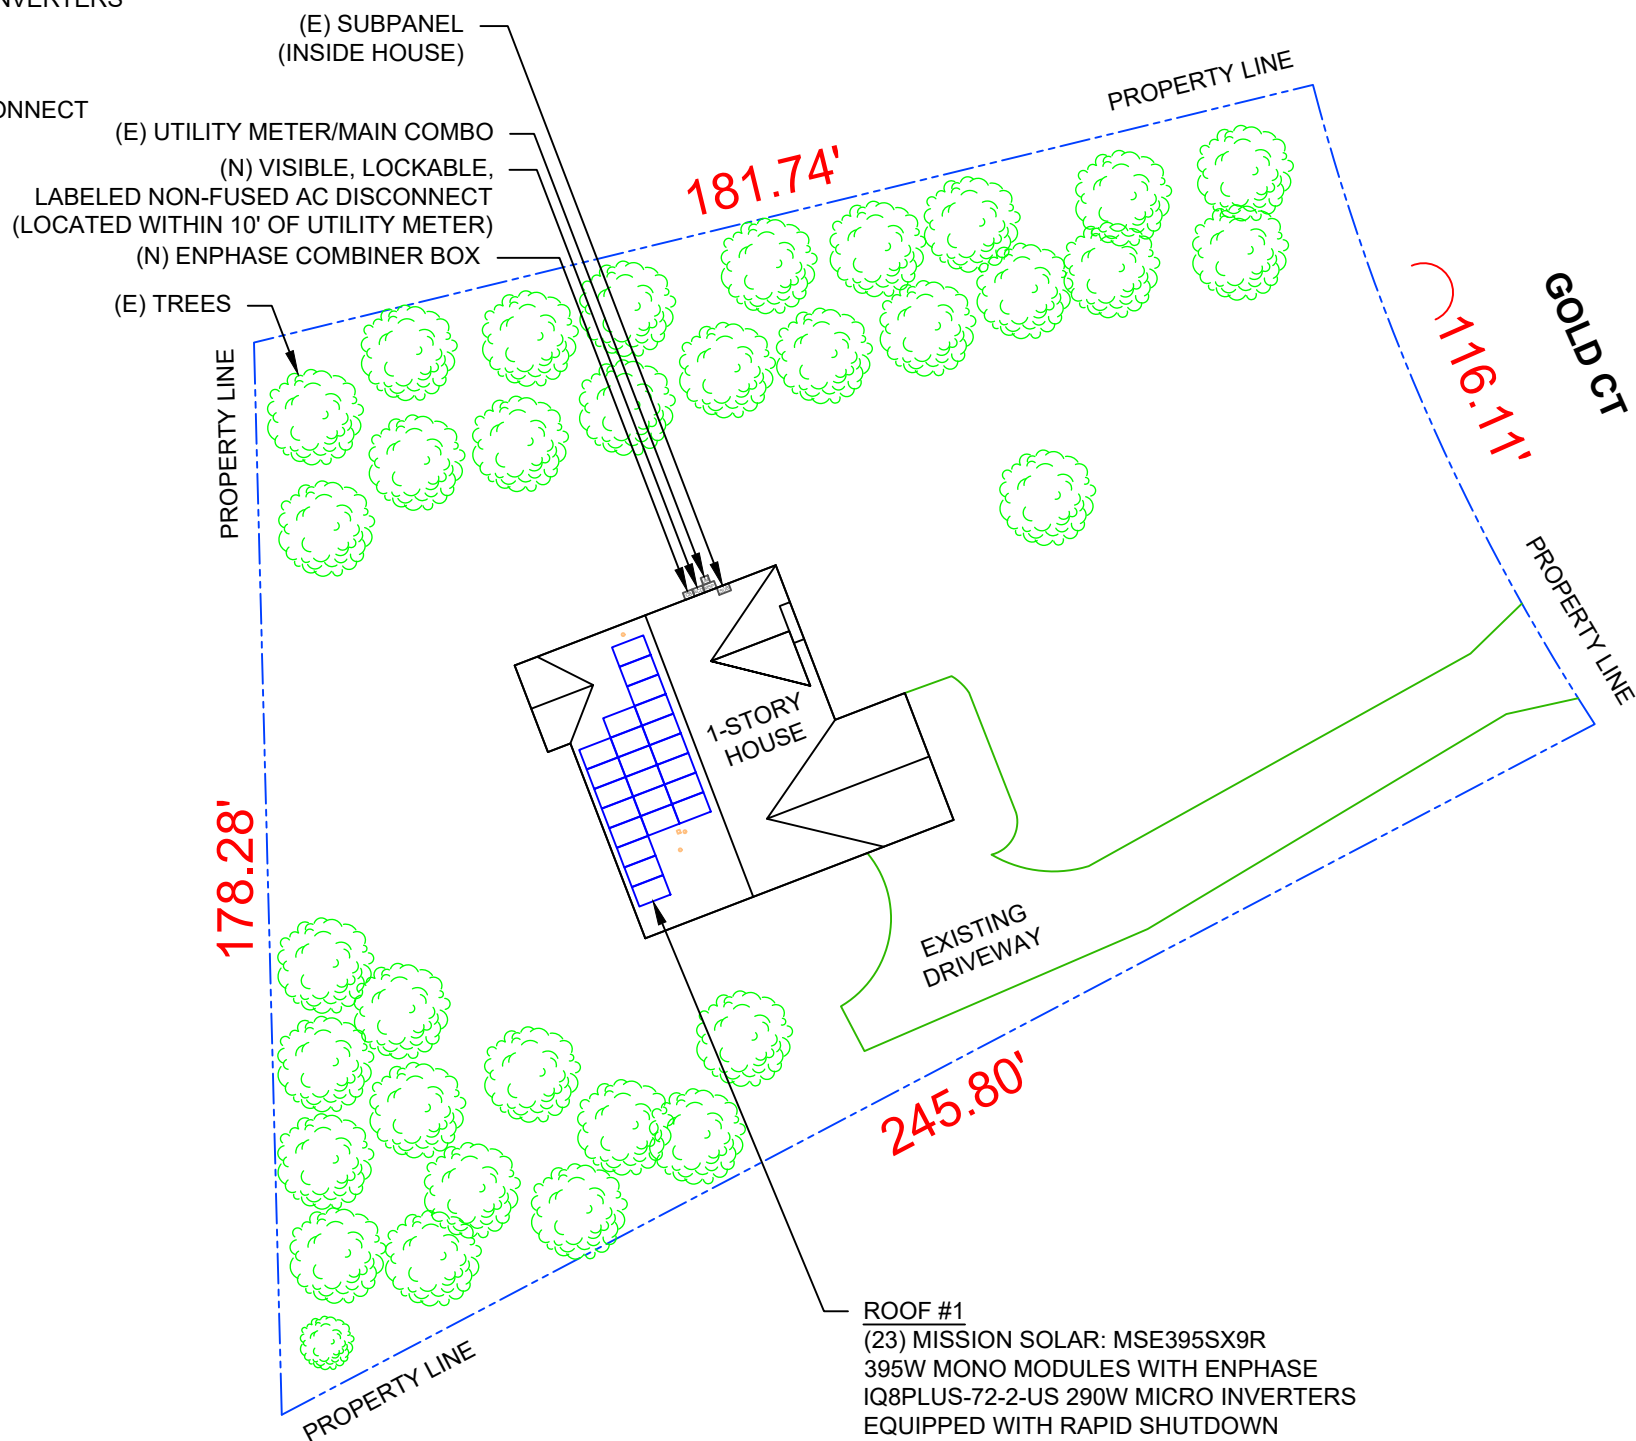 (E) SUBPANEL
(INSIDE HOUSE)
ONNECT
(E) UTILITY METER/MAIN COMBO
(N) VISIBLE, LOCKABLE,
LABELED NON-FUSED AC DISCONNECT
(LOCATED WITHIN 10' OF UTILITY METER)
(N) ENPHASE COMBINER BOX
(E) TREES
PROPERTY LINE
181.74'
PROPERTY LINE
116.11'
GOLD CT
PROPERTY LINE
178.28'
1-STORY
HOUSE
EXISTING
DRIVEWAY
245.80'
PROPERTY LINE
ROOF #1
(23) MISSION SOLAR: MSE395SX9R
395W MONO MODULES WITH ENPHASE
IQ8PLUS-72-2-US 290W MICRO INVERTERS
EQUIPPED WITH RAPID SHUTDOWN